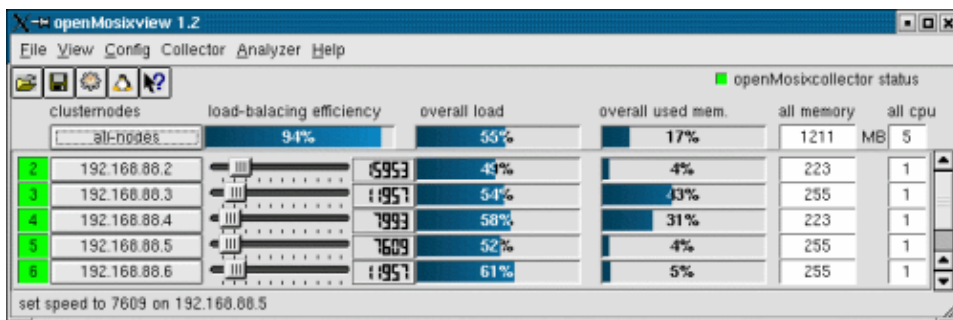 openMosixview 1.2
File View Config Collector Analyzer Help
openMosixcollector status
clusternodes load-balacing efficiency overall load overall used mem. all memory all cpu
all-nodes 94% 55% 17% 1211 MB 5
2 192.168.88.2 15953 49% 4% 223 1
3 192.168.88.3 11957 54% 43% 255 1
4 192.168.88.4 7993 58% 31% 223 1
5 192.168.88.5 7609 52% 4% 255 1
6 192.168.88.6 11957 61% 5% 255 1
set speed to 7609 on 192.168.88.5